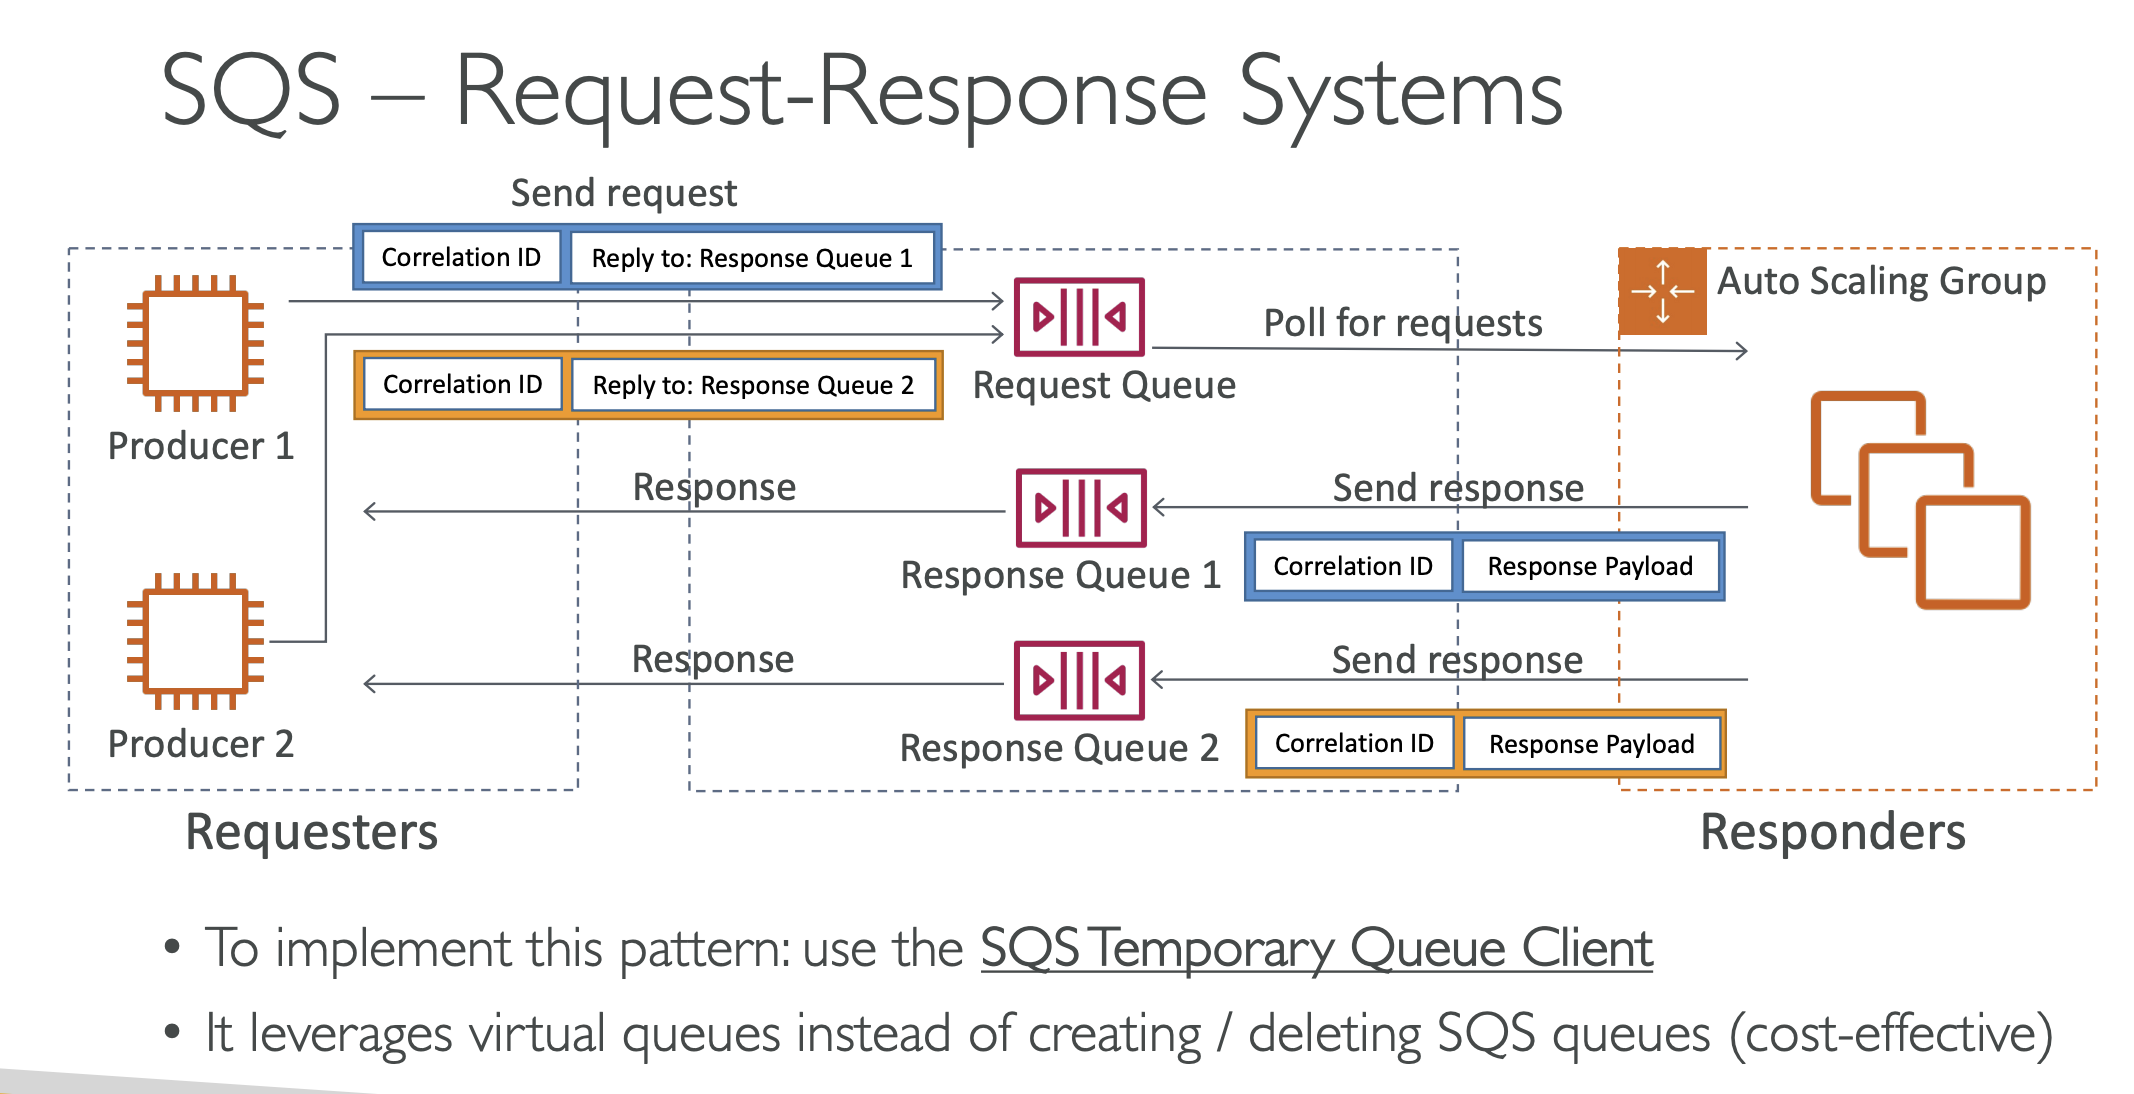 SQS – Request-Response Systems
Send request
Correlation ID
Reply to: Response Queue 1
Auto Scaling Group
Poll for requests
Correlation ID
Reply to: Response Queue 2
Request Queue
Producer 1
Response
Send response
Response Queue 1
Correlation ID
Response Payload
Response
Send response
Producer 2
Response Queue 2
Correlation ID
Response Payload
Requesters
Responders
• To implement this pattern: use the SQS Temporary Queue Client
• It leverages virtual queues instead of creating / deleting SQS queues (cost-effective)